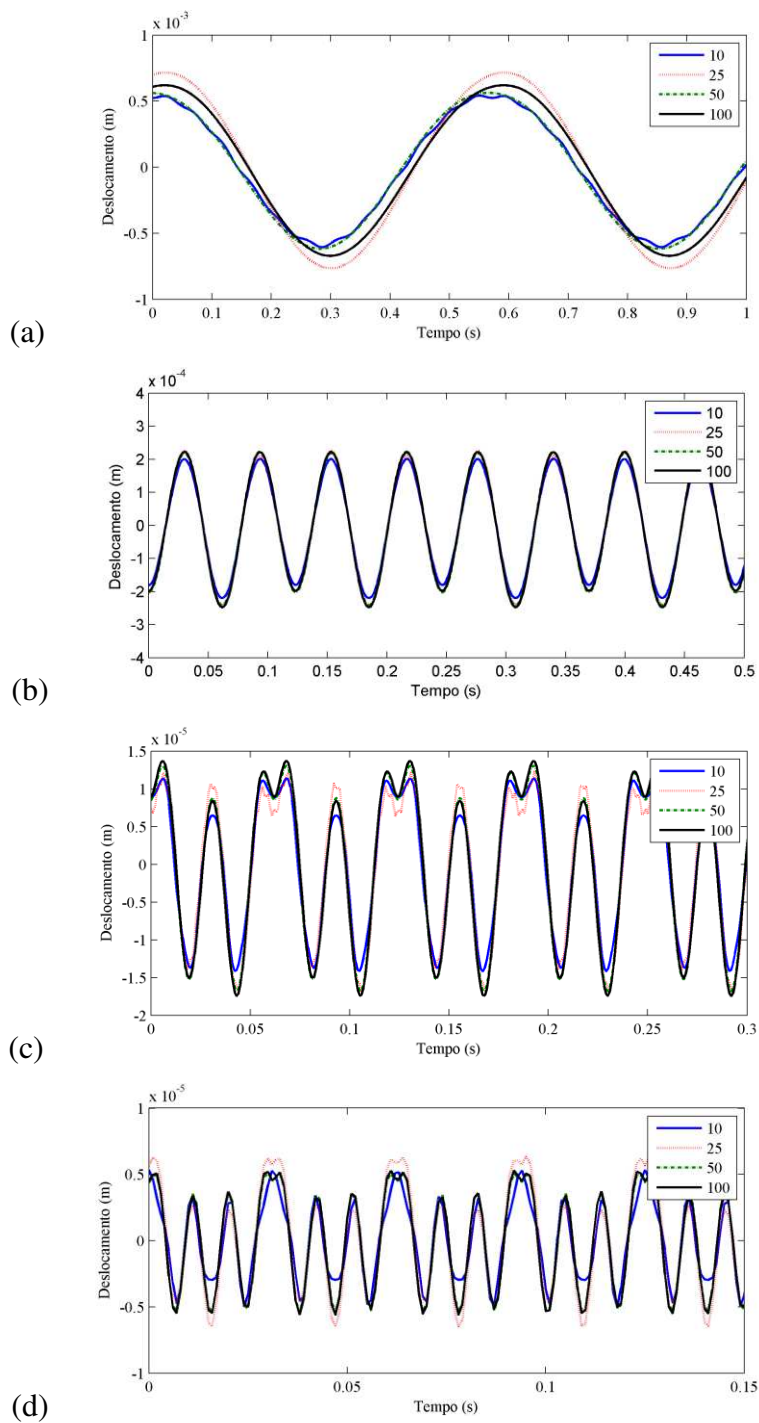 x 10-3
1
0.5
0
-0.5
-1
Deslocamento (m)
10
25
50
100
0 0.1 0.2 0.3 0.4 0.5 0.6 0.7 0.8 0.9 1
Tempo (s)
(a)
x 10-4
4
3
2
1
0
-1
-2
-3
-4
Deslocamento (m)
10
25
50
100
0 0.05 0.1 0.15 0.2 0.25 0.3 0.35 0.4 0.45 0.5
Tempo (s)
(b)
x 10-5
1.5
1
0.5
0
-0.5
-1
-1.5
-2
Deslocamento (m)
10
25
50
100
0 0.05 0.1 0.15 0.2 0.25 0.3
Tempo (s)
(c)
x 10-5
1
0.5
0
-0.5
-1
Deslocamento (m)
10
25
50
100
0 0.05 0.1 0.15
Tempo (s)
(d)